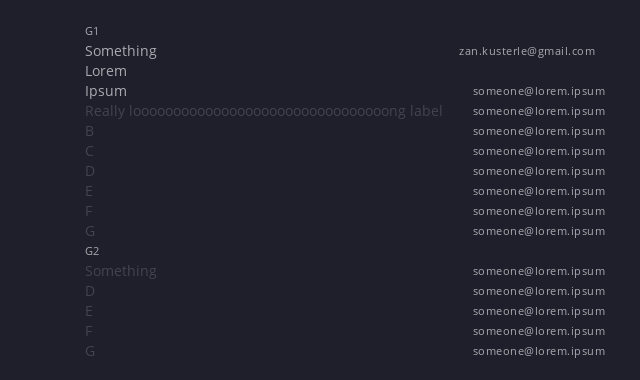 G1
Something zan.kusterle@gmail.com
Lorem
Ipsum someone@lorem.ipsum
Really loooooooooooooooooooooooooooooooong label someone@lorem.ipsum
B someone@lorem.ipsum
C someone@lorem.ipsum
D someone@lorem.ipsum
E someone@lorem.ipsum
F someone@lorem.ipsum
G someone@lorem.ipsum
G2
Something someone@lorem.ipsum
D someone@lorem.ipsum
E someone@lorem.ipsum
F someone@lorem.ipsum
G someone@lorem.ipsum